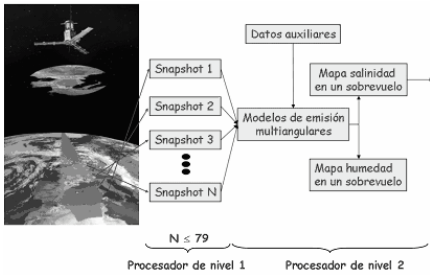 Datos auxiliares
Snapshot 1
Snapshot 2
Snapshot 3
Snapshot N
Modelos de emisión
multiangulares
Mapa salinidad
en un sobrevuelo
Mapa humedad
en un sobrevuelo
N ≤ 79
Procesador de nivel 1
Procesador de nivel 2